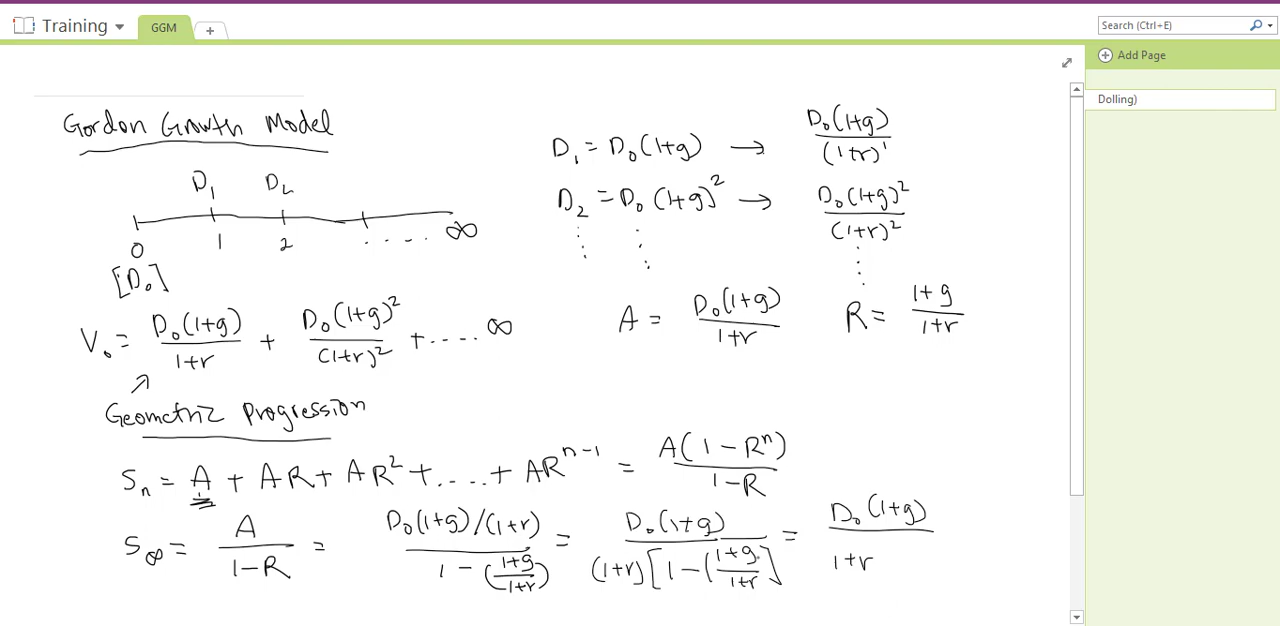 Training
GGM
+
Search (Ctrl+E)
Add Page
Dolling)
Gordon Growth Model
D₁ D₂
0 1 2 ..... ∞
[D₀]
D₁ = D₀(1+g) → D₀(1+g)/(1+r)¹
D₂ = D₀(1+g)² → D₀(1+g)²/(1+r)²
⋮ ⋮ ⋮
A = D₀(1+g)/1+r R = 1+g/1+r
V₀ = D₀(1+g)/1+r + D₀(1+g)²/(1+r)² + ..... ∞
Geometric Progression
Sₙ = A + AR + AR² + ..... + ARⁿ⁻¹ = A(1-Rⁿ)/1-R
S∞ = A/1-R = D₀(1+g)/(1+r)/1-(1+g/1+r) = D₀(1+g)/(1+r)[1-(1+g/1+r] = D₀(1+g)/1+r